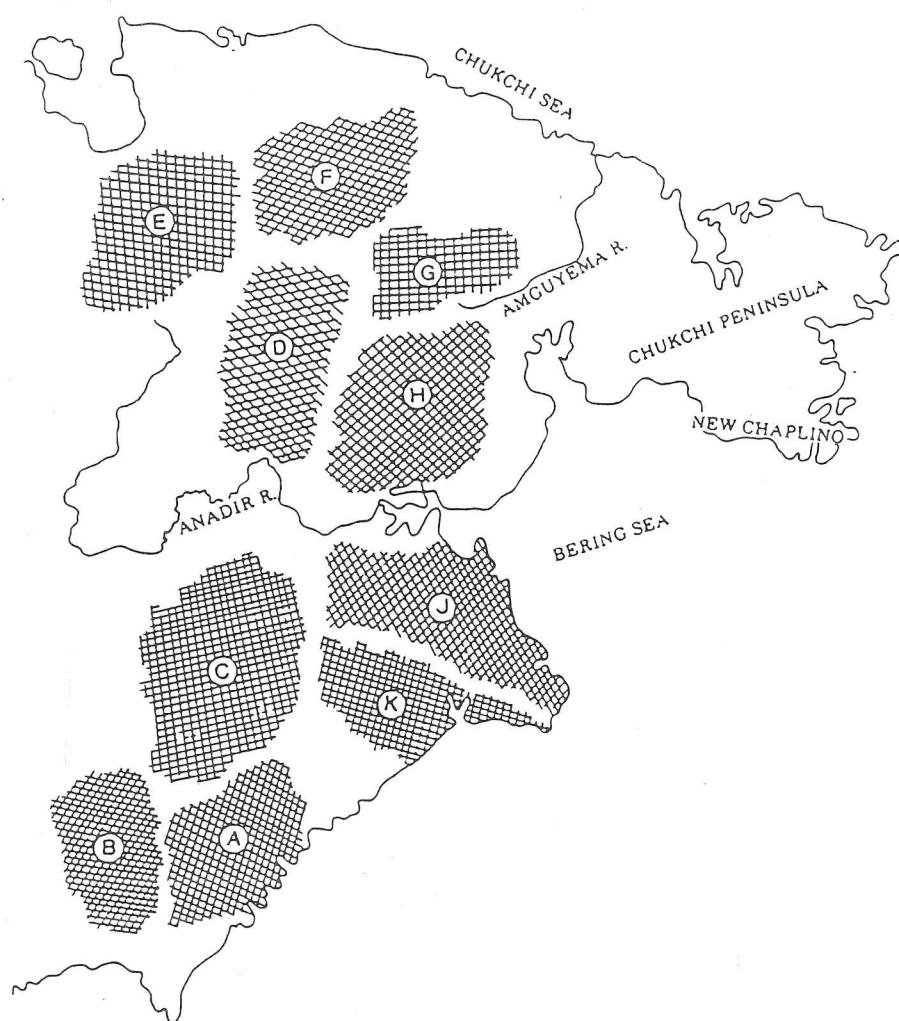 CHUKCHI SEA
F
E
G
AMGUYEMA R.
CHUKCHI PENINSULA
D
H
NEW CHAPLINO
ANADIR R.
BERING SEA
J
C
K
B
A